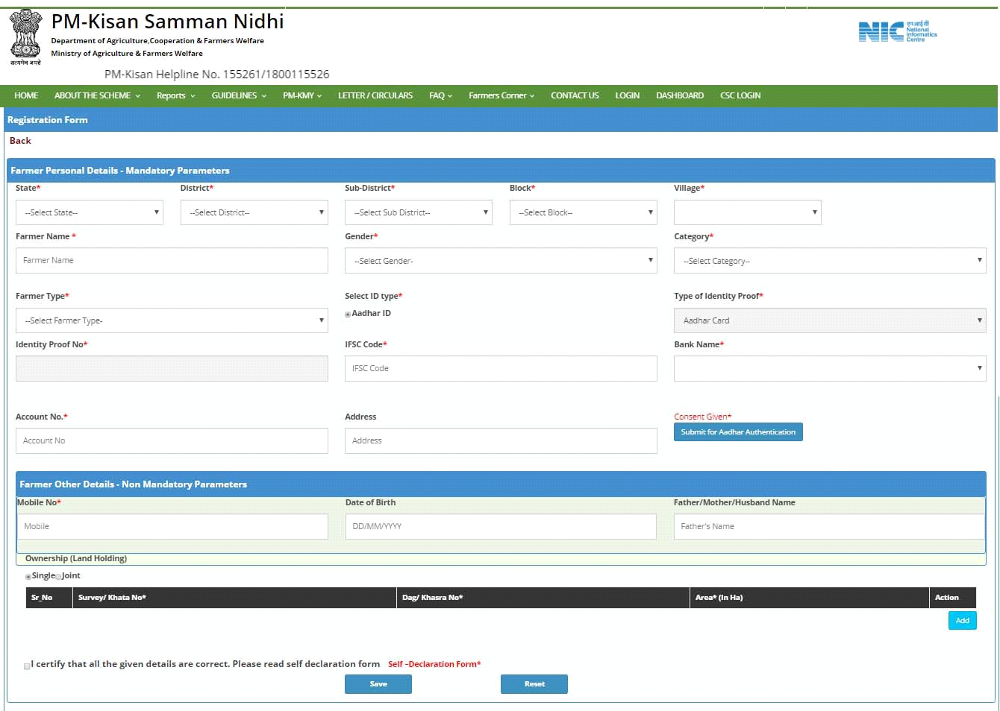 PM-Kisan Samman Nidhi
Department of Agriculture,Cooperation & Farmers Welfare
Ministry of Agriculture & Farmers Welfare
सत्यमेव जयते
PM-Kisan Helpline No. 155261/1800115526
NIC एन आई सी
National
Informatics
Centre
HOME ABOUT THE SCHEME Reports GUIDELINES PM-KMY LETTER / CIRCULARS FAQ Farmers Corner CONTACT US LOGIN DASHBOARD CSC LOGIN
Registration Form
Back
Farmer Personal Details - Mandatory Parameters
State* District* Sub-District* Block* Village*
--Select State-- --Select District-- --Select Sub District-- --Select Block--
Farmer Name * Gender* Category*
Farmer Name --Select Gender- --Select Category--
Farmer Type* Select ID type* Type of Identity Proof*
--Select Farmer Type- Aadhar ID Aadhar Card
Identity Proof No* IFSC Code* Bank Name*
IFSC Code
Account No.* Address Consent Given*
Account No Address Submit for Aadhar Authentication
Farmer Other Details - Non Mandatory Parameters
Mobile No* Date of Birth Father/Mother/Husband Name
Mobile DD/MM/YYYY Father's Name
Ownership (Land Holding)
Single Joint
Sr_No Survey/ Khata No* Dag/ Khasra No* Area* (In Ha) Action
Add
I certify that all the given details are correct. Please read self declaration form Self –Declaration Form*
Save Reset